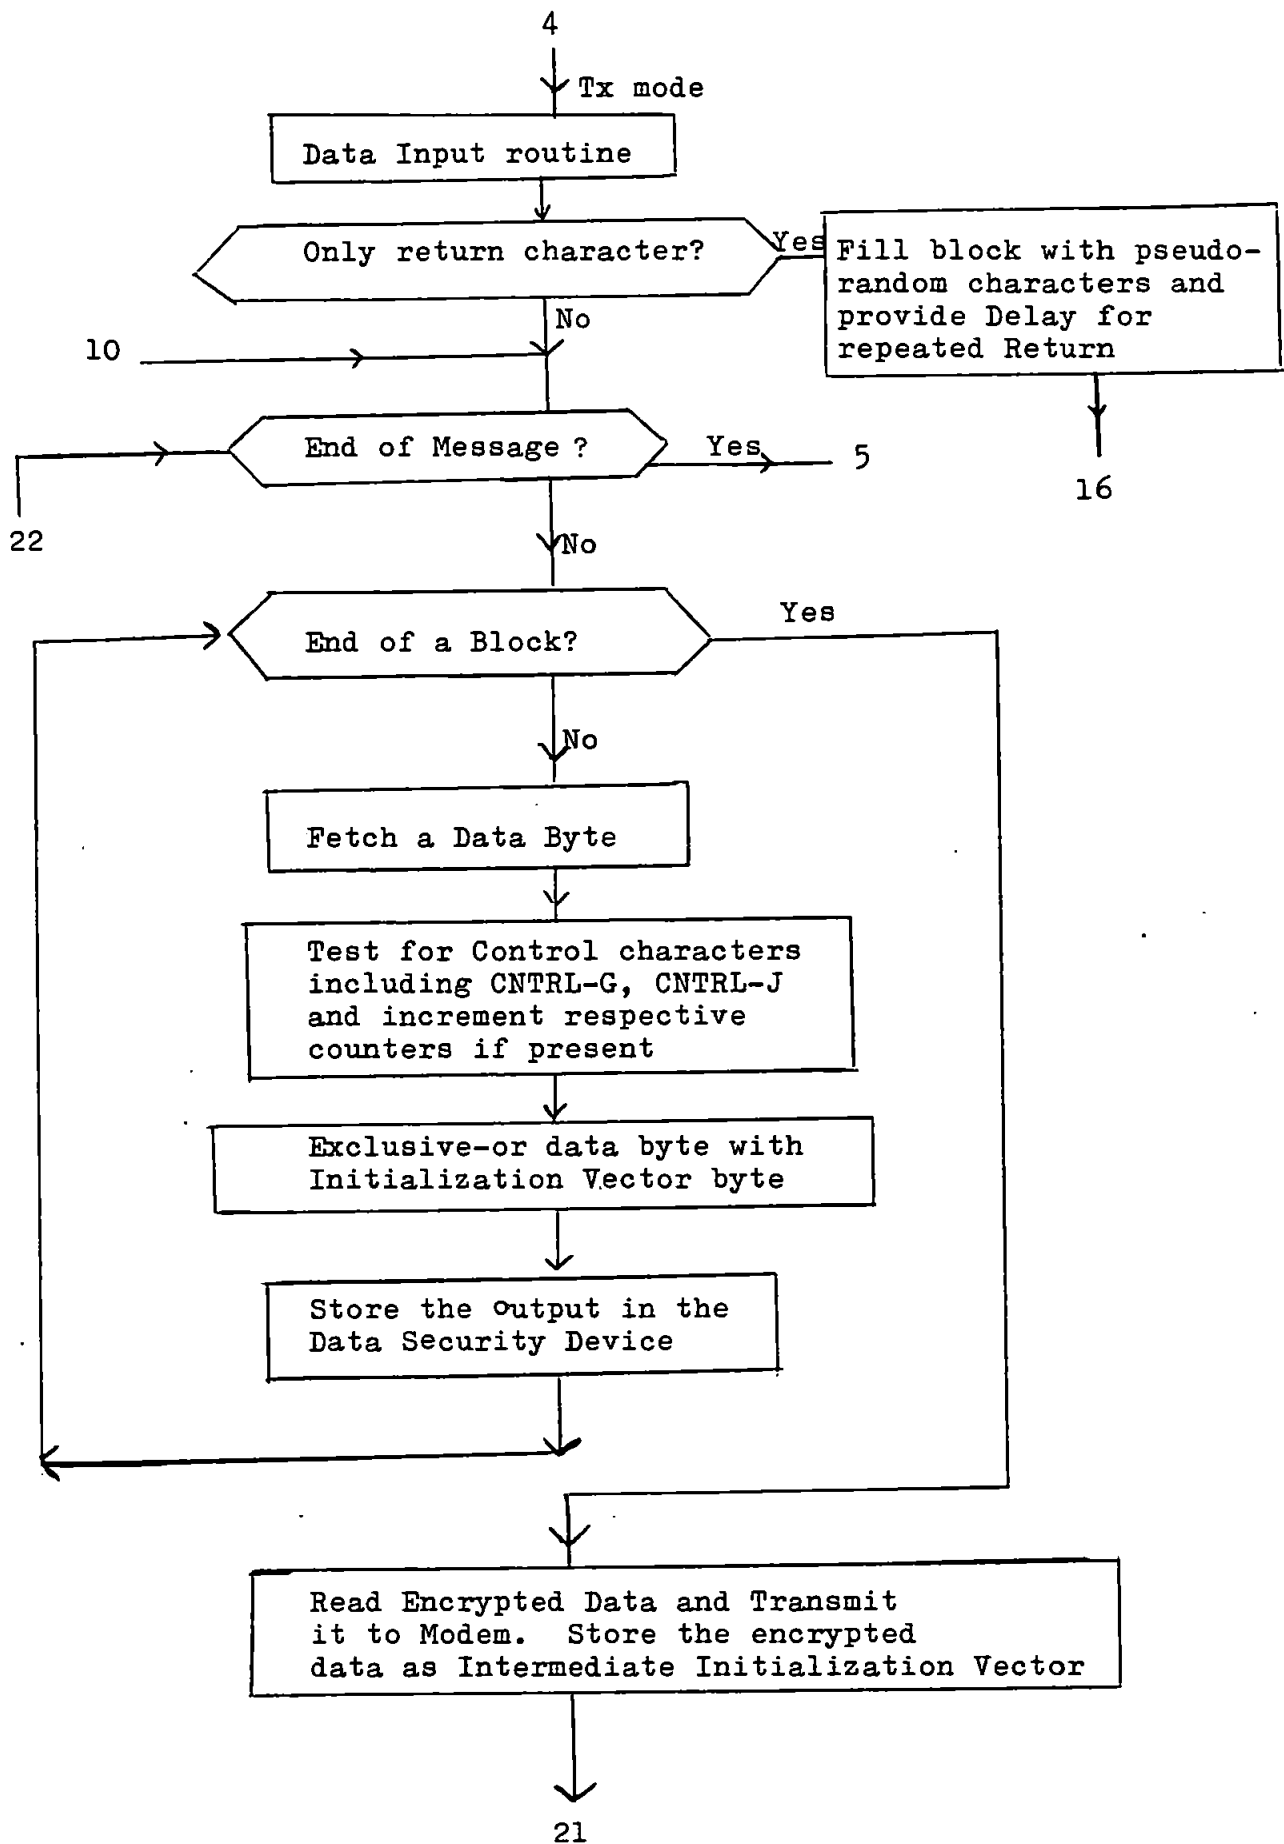 4
Tx mode
Data Input routine
Only return character?
Yes
Fill block with pseudo-
random characters and
provide Delay for
repeated Return
No
10
16
End of Message ?
Yes
5
22
No
End of a Block?
Yes
No
Fetch a Data Byte
Test for Control characters
including CNTRL-G, CNTRL-J
and increment respective
counters if present
Exclusive-or data byte with
Initialization Vector byte
Store the output in the
Data Security Device
Read Encrypted Data and Transmit
it to Modem. Store the encrypted
data as Intermediate Initialization Vector
21